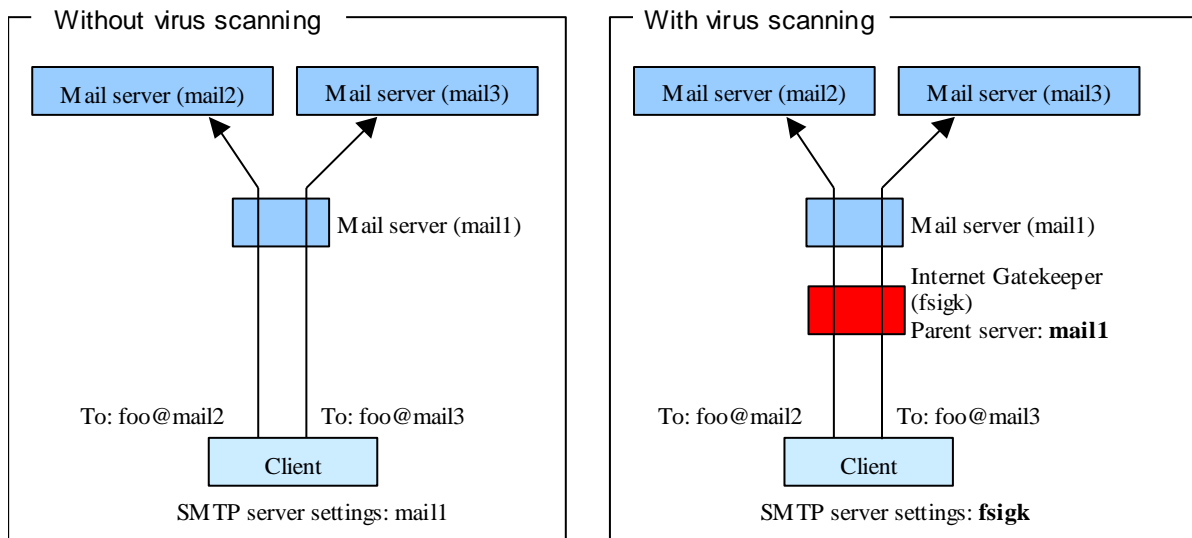 Without virus scanning
Mail server (mail2)
Mail server (mail3)
Mail server (mail1)
To: foo@mail2
To: foo@mail3
Client
SMTP server settings: mail1
With virus scanning
Mail server (mail2)
Mail server (mail3)
Mail server (mail1)
Internet Gatekeeper
(fsigk)
Parent server: mail1
To: foo@mail2
To: foo@mail3
Client
SMTP server settings: fsigk